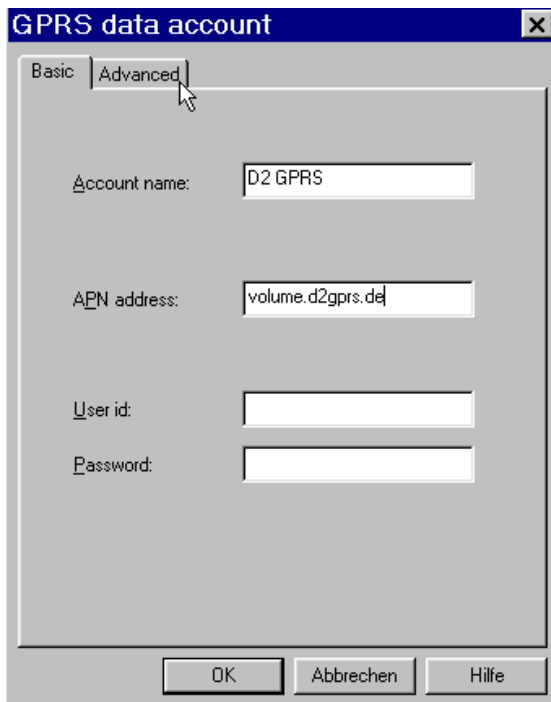 GPRS data account
Basic Advanced
Account name: D2 GPRS
APN address: volume.d2gprs.de
User id:
Password:
OK Abbrechen Hilfe